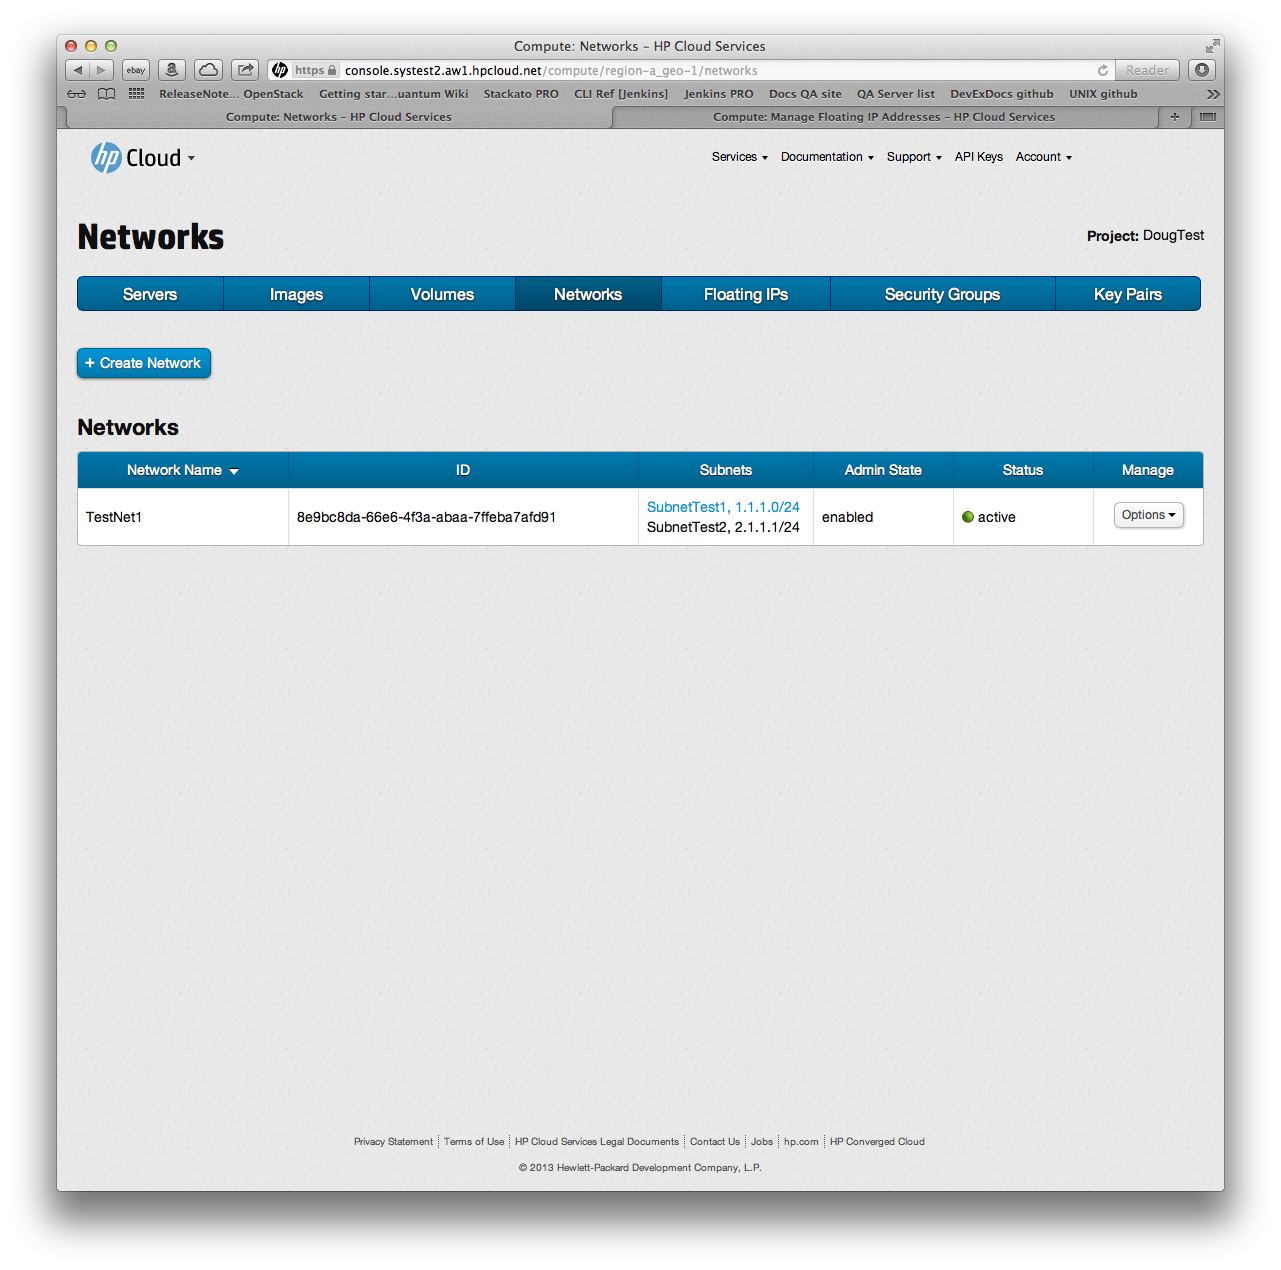 Compute: Networks – HP Cloud Services
ebay
https console.systest2.aw1.hpcloud.net/compute/region-a_geo-1/networks
Reader
ReleaseNote... OpenStack Getting star...uantum Wiki Stackato PRO CLI Ref [Jenkins] Jenkins PRO Docs QA site QA Server list DevExDocs github UNIX github
Compute: Networks – HP Cloud Services Compute: Manage Floating IP Addresses – HP Cloud Services
hp Cloud Services Documentation Support API Keys Account
Networks
Project: DougTest
Servers Images Volumes Networks Floating IPs Security Groups Key Pairs
+ Create Network
Networks
Network Name ID Subnets Admin State Status Manage
TestNet1 8e9bc8da-66e6-4f3a-abaa-7ffeba7afd91 SubnetTest1, 1.1.1.0/24 enabled active Options
SubnetTest2, 2.1.1.1/24
Privacy Statement Terms of Use HP Cloud Services Legal Documents Contact Us Jobs hp.com HP Converged Cloud
© 2013 Hewlett-Packard Development Company, L.P.